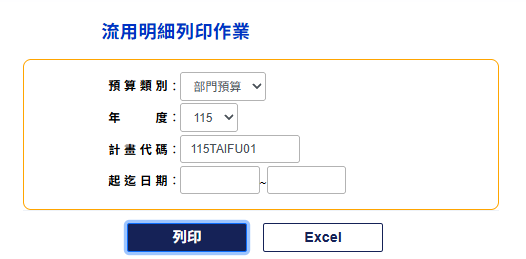 流用明細列印作業
預算類別： 部門預算
年 度： 115
計畫代碼： 115TAIFU01
起迄日期： ~
列印 Excel